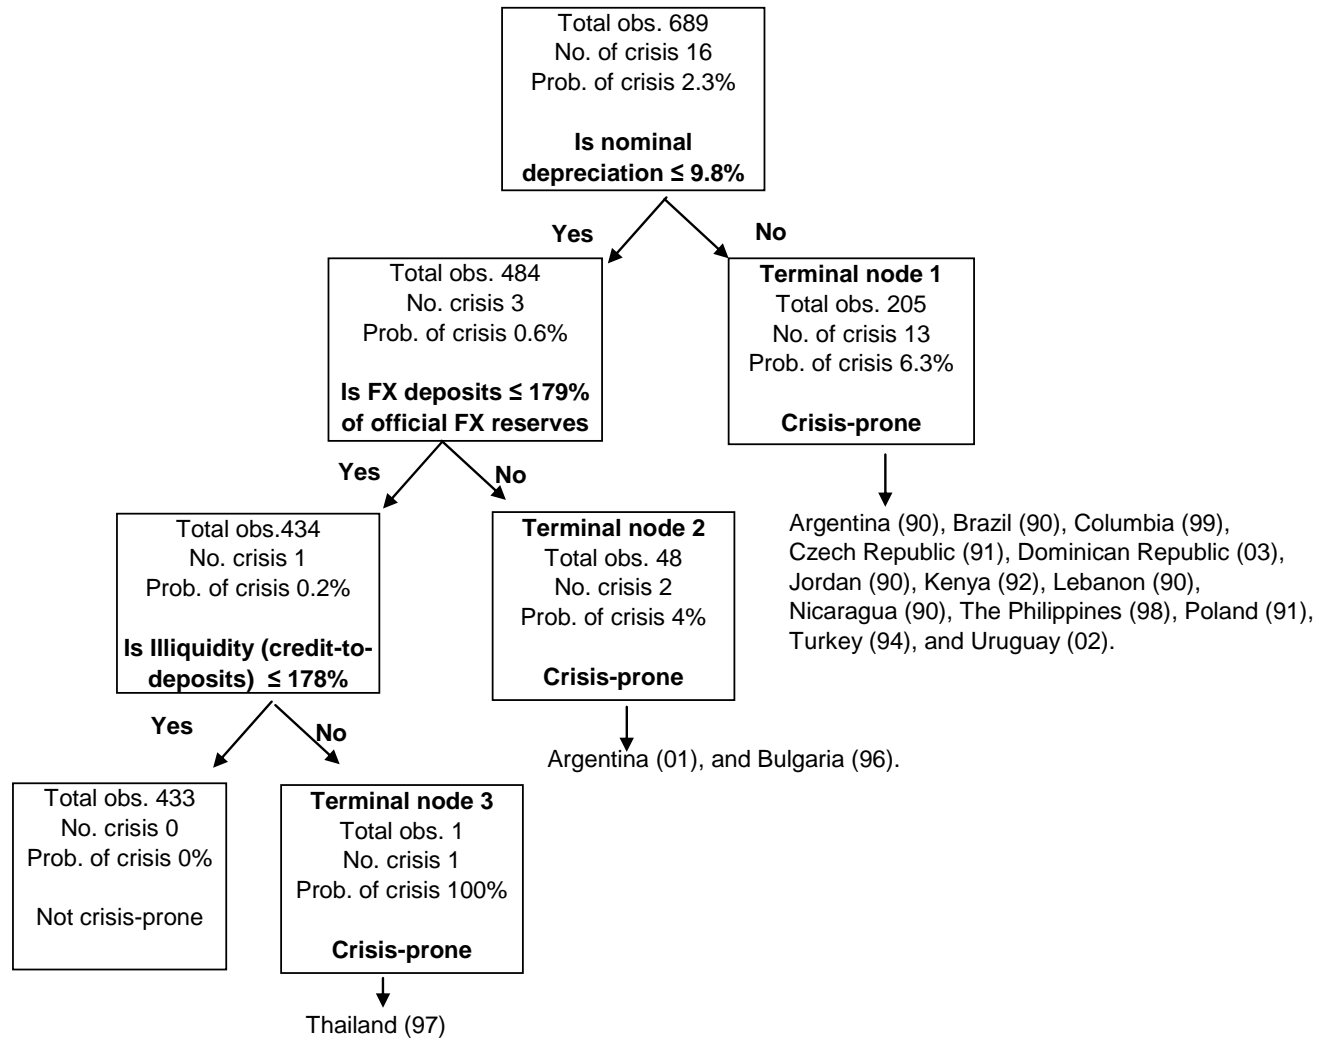 Total obs. 689
No. of crisis 16
Prob. of crisis 2.3%
Is nominal
depreciation ≤ 9.8%
Yes
No
Total obs. 484
No. crisis 3
Prob. of crisis 0.6%
Is FX deposits ≤ 179%
of official FX reserves
Terminal node 1
Total obs. 205
No. of crisis 13
Prob. of crisis 6.3%
Crisis-prone
Yes
No
Total obs.434
No. crisis 1
Prob. of crisis 0.2%
Is Illiquidity (credit-to-
deposits) ≤ 178%
Terminal node 2
Total obs. 48
No. crisis 2
Prob. of crisis 4%
Crisis-prone
Argentina (90), Brazil (90), Columbia (99),
Czech Republic (91), Dominican Republic (03),
Jordan (90), Kenya (92), Lebanon (90),
Nicaragua (90), The Philippines (98), Poland (91),
Turkey (94), and Uruguay (02).
Yes
No
Argentina (01), and Bulgaria (96).
Total obs. 433
No. crisis 0
Prob. of crisis 0%
Not crisis-prone
Terminal node 3
Total obs. 1
No. crisis 1
Prob. of crisis 100%
Crisis-prone
Thailand (97)